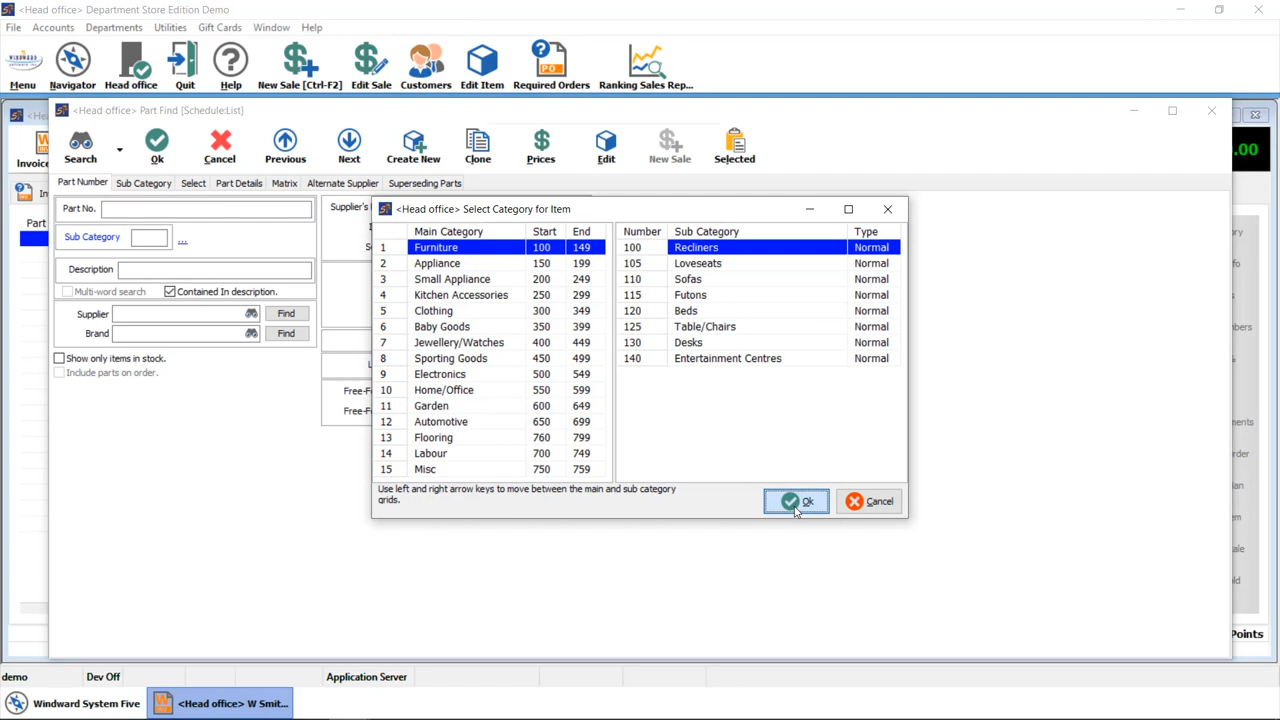 <Head office> Department Store Edition Demo
File Accounts Departments Utilities Gift Cards Window Help
WINDWARD
Menu Navigator Head office Quit Help New Sale [Ctrl-F2] Edit Sale Customers Edit Item PO Required Orders Ranking Sales Rep...
<Head office> Part Find [Schedule:List]
Invoice Search Ok Cancel Previous Next Create New Clone Prices Edit New Sale Selected .00
Part Number Sub Category Select Part Details Matrix Alternate Supplier Superseding Parts
Part No.
Supplier's
Sub Category ...
Description
Multi-word search Contained In description.
Supplier Find
Brand Find
Show only items in stock.
Include parts on order.
Free-F
Free-F
Part
<Head office> Select Category for Item
Main Category Start End Number Sub Category Type
1 Furniture 100 149 100 Recliners Normal
2 Appliance 150 199 105 Loveseats Normal
3 Small Appliance 200 249 110 Sofas Normal
4 Kitchen Accessories 250 299 115 Futons Normal
5 Clothing 300 349 120 Beds Normal
6 Baby Goods 350 399 125 Table/Chairs Normal
7 Jewellery/Watches 400 449 130 Desks Normal
8 Sporting Goods 450 499 140 Entertainment Centres Normal
9 Electronics 500 549
10 Home/Office 550 599
11 Garden 600 649
12 Automotive 650 699
13 Flooring 760 799
14 Labour 700 749
15 Misc 750 759
Use left and right arrow keys to move between the main and sub category
grids.
Ok Cancel
Points
demo Dev Off Application Server
Windward System Five <Head office> W Smit...